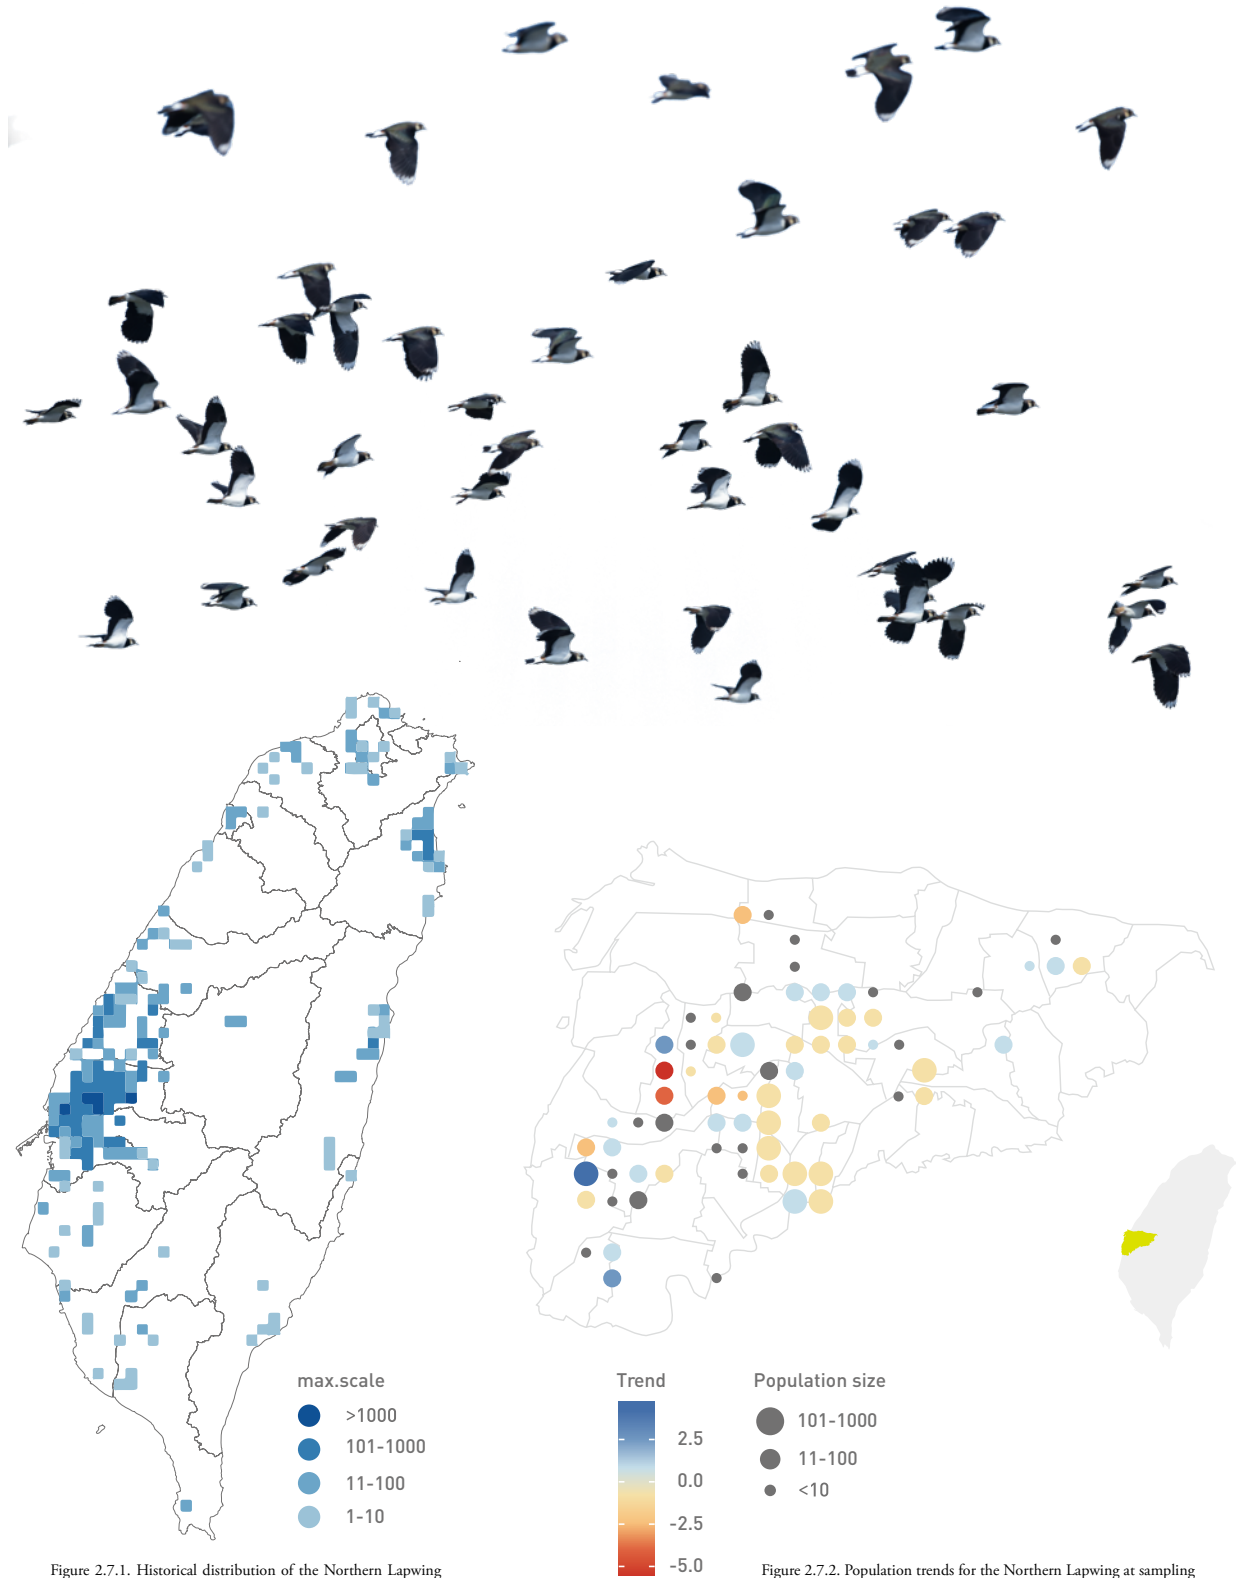 max.scale
>1000
101-1000
11-100
1-10
Trend
2.5
0.0
-2.5
-5.0
Population size
101-1000
11-100
<10
Figure 2.7.1. Historical distribution of the Northern Lapwing
Figure 2.7.2. Population trends for the Northern Lapwing at sampling